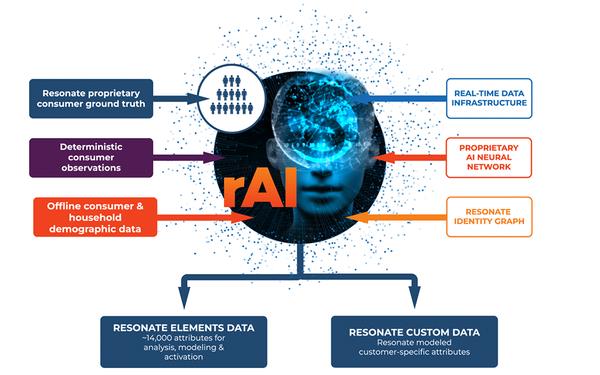 Resonate proprietary
consumer ground truth
REAL-TIME DATA
INFRASTRUCTURE
Deterministic
consumer
observations
PROPRIETARY
AI NEURAL
NETWORK
rAI
Offline consumer &
household
demographic data
RESONATE
IDENTITY GRAPH
RESONATE ELEMENTS DATA
~14,000 attributes for
analysis, modeling &
activation
RESONATE CUSTOM DATA
Resonate modeled
customer-specific attributes